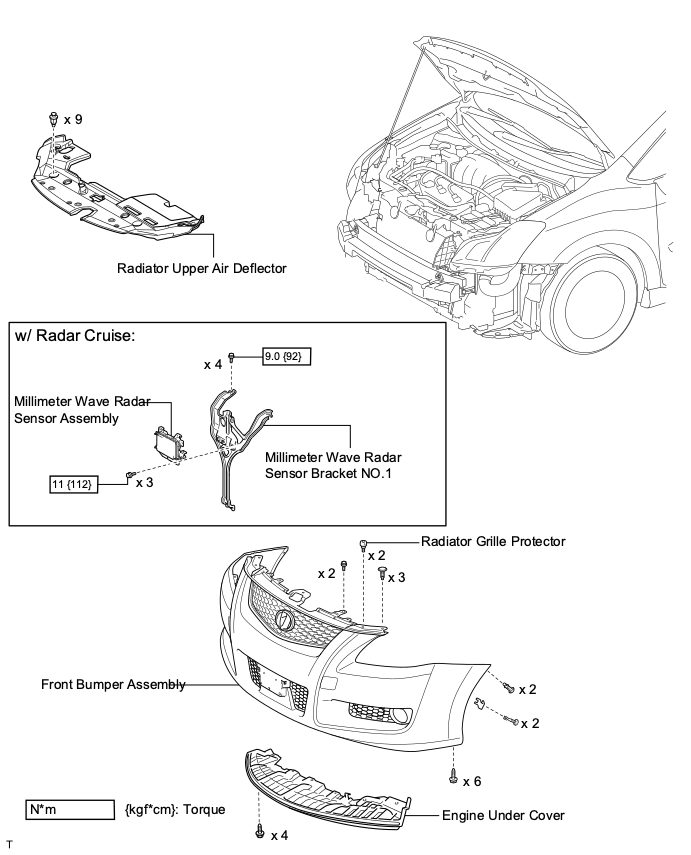 x 9
Radiator Upper Air Deflector
w/ Radar Cruise:
x 4
9.0 {92}
Millimeter Wave Radar
Sensor Assembly
Millimeter Wave Radar
Sensor Bracket NO.1
11 {112}
x 3
Radiator Grille Protector
x 2
x 2
x 3
Front Bumper Assembly
x 2
x 2
x 6
N*m
{kgf*cm}: Torque
Engine Under Cover
x 4
T